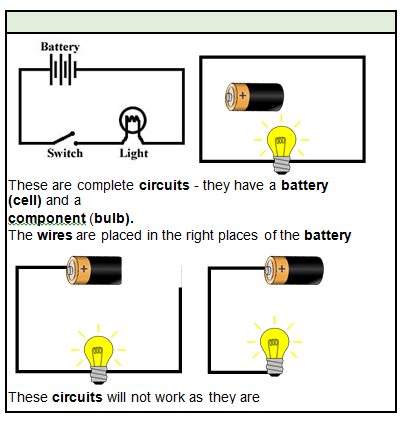 Battery
+
Switch Light
These are complete circuits - they have a battery
(cell) and a
component (bulb).
The wires are placed in the right places of the battery
+ +
These circuits will not work as they are